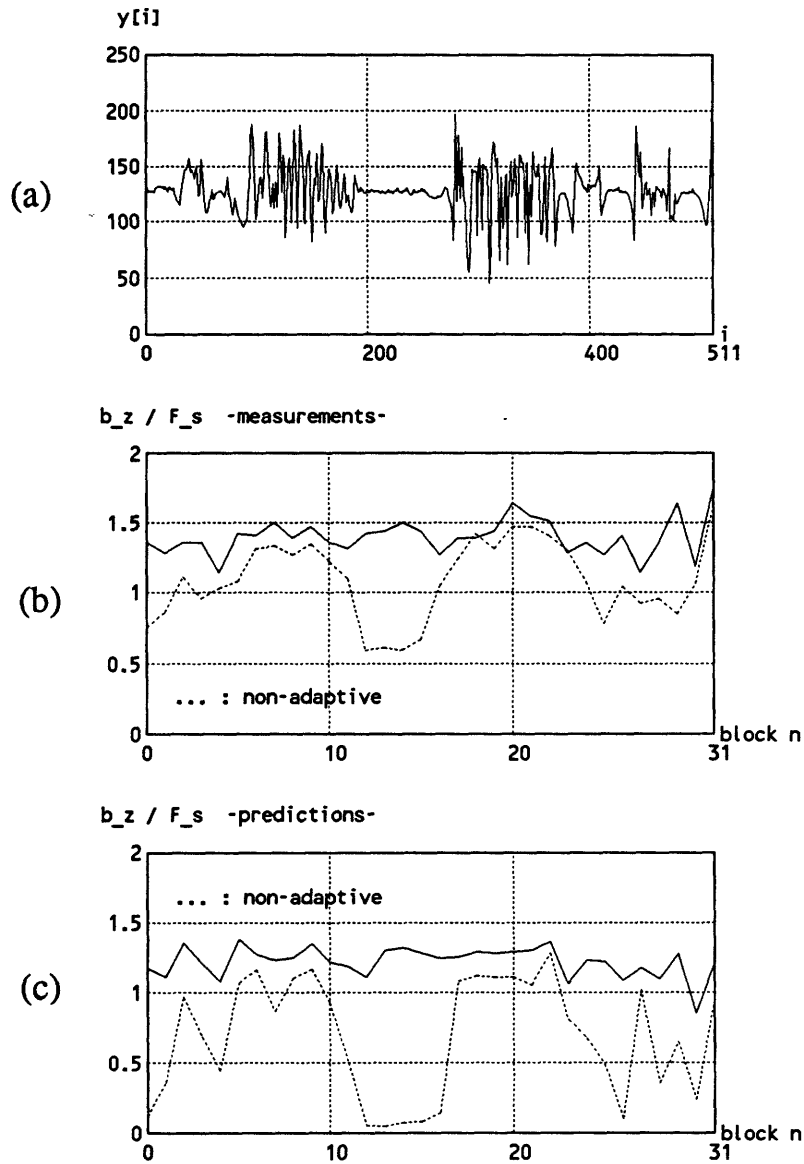 y[i]
250
200
150
(a)
100
50
0
i
0 200 400 511
b_z / F_s -measurements-
2
1.5
(b)
1
0.5
... : non-adaptive
0
block n
0 10 20 31
b_z / F_s -predictions-
2
... : non-adaptive
1.5
(c)
1
0.5
0
block n
0 10 20 31